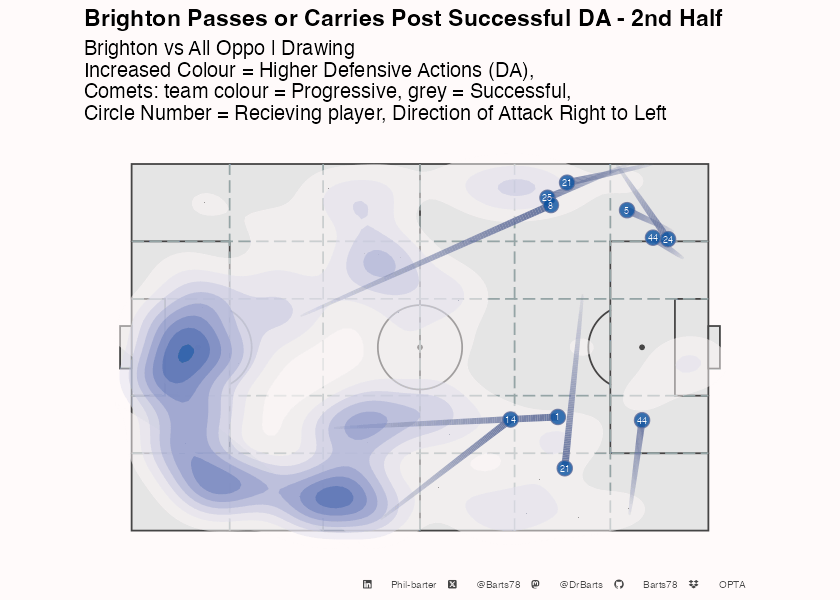 Brighton Passes or Carries Post Successful DA - 2nd Half
Brighton vs All Oppo | Drawing
Increased Colour = Higher Defensive Actions (DA),
Comets: team colour = Progressive, grey = Successful,
Circle Number = Recieving player, Direction of Attack Right to Left
21
25
8
5
44 24
14 1
44
21
Phil-barter @Barts78 @DrBarts Barts78 OPTA